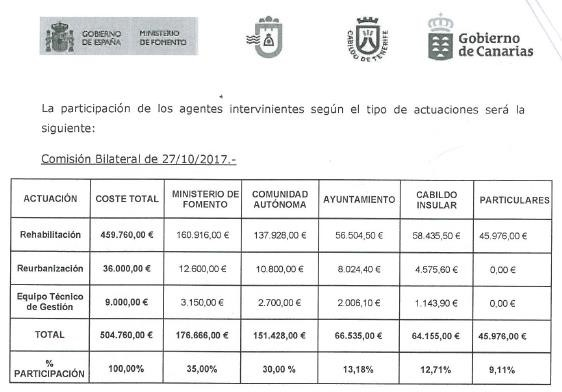 GOBIERNO MINISTERIO
DE ESPAÑA DE FOMENTO
CABILDO DE TENERIFE
Gobierno
de Canarias
La participación de los agentes intervinientes según el tipo de actuaciones será la
siguiente:
Comisión Bilateral de 27/10/2017.-
ACTUACIÓN COSTE TOTAL MINISTERIO DE FOMENTO COMUNIDAD AUTÓNOMA AYUNTAMIENTO CABILDO INSULAR PARTICULARES
Rehabilitación 459.760,00 € 160.916,00 € 137.928,00 € 56.504,50 € 58.435,50 € 45.976,00 €
Reurbanización 36.000,00 € 12.600,00 € 10.800,00 € 8.024,40 € 4.575,60 € 0,00 €
Equipo Técnico de Gestión 9.000,00 € 3.150,00 € 2.700,00 € 2.006,10 € 1.143,90 € 0,00 €
TOTAL 504.760,00 € 176.666,00 € 151.428,00 € 66.535,00 € 64.155,00 € 45.976,00 €
% PARTICIPACIÓN 100,00% 35,00% 30,00 % 13,18% 12,71% 9,11%